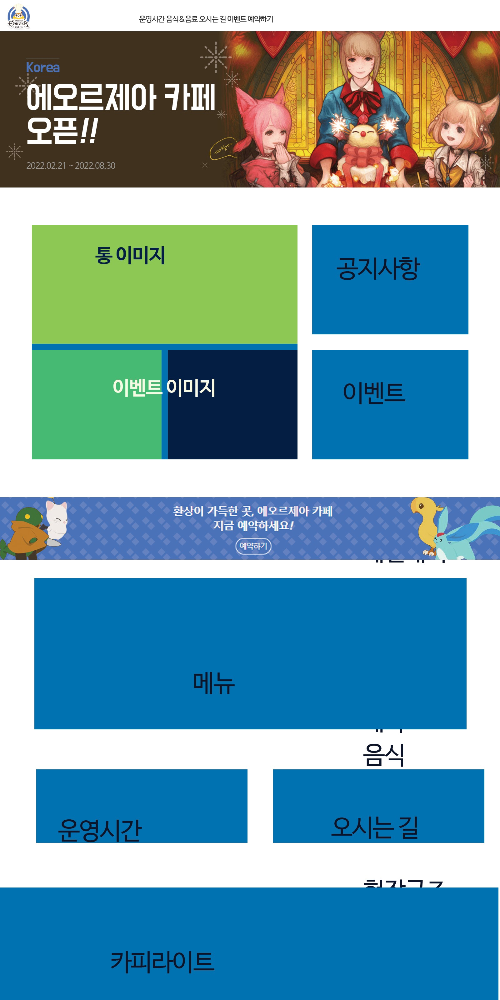 EORZEA
CAFE
운영시간 음식&음료 오시는 길 이벤트 예약하기
Korea
에오르제아 카페
오픈!!
기다릴게~
2022.02.21 ~ 2022.08.30
통 이미지
공지사항
이벤트 이미지
이벤트
환상이 가득한 곳, 에오르제아 카페
지금 예약하세요!
예약하기
메뉴
음식
운영시간
오시는 길
카피라이트